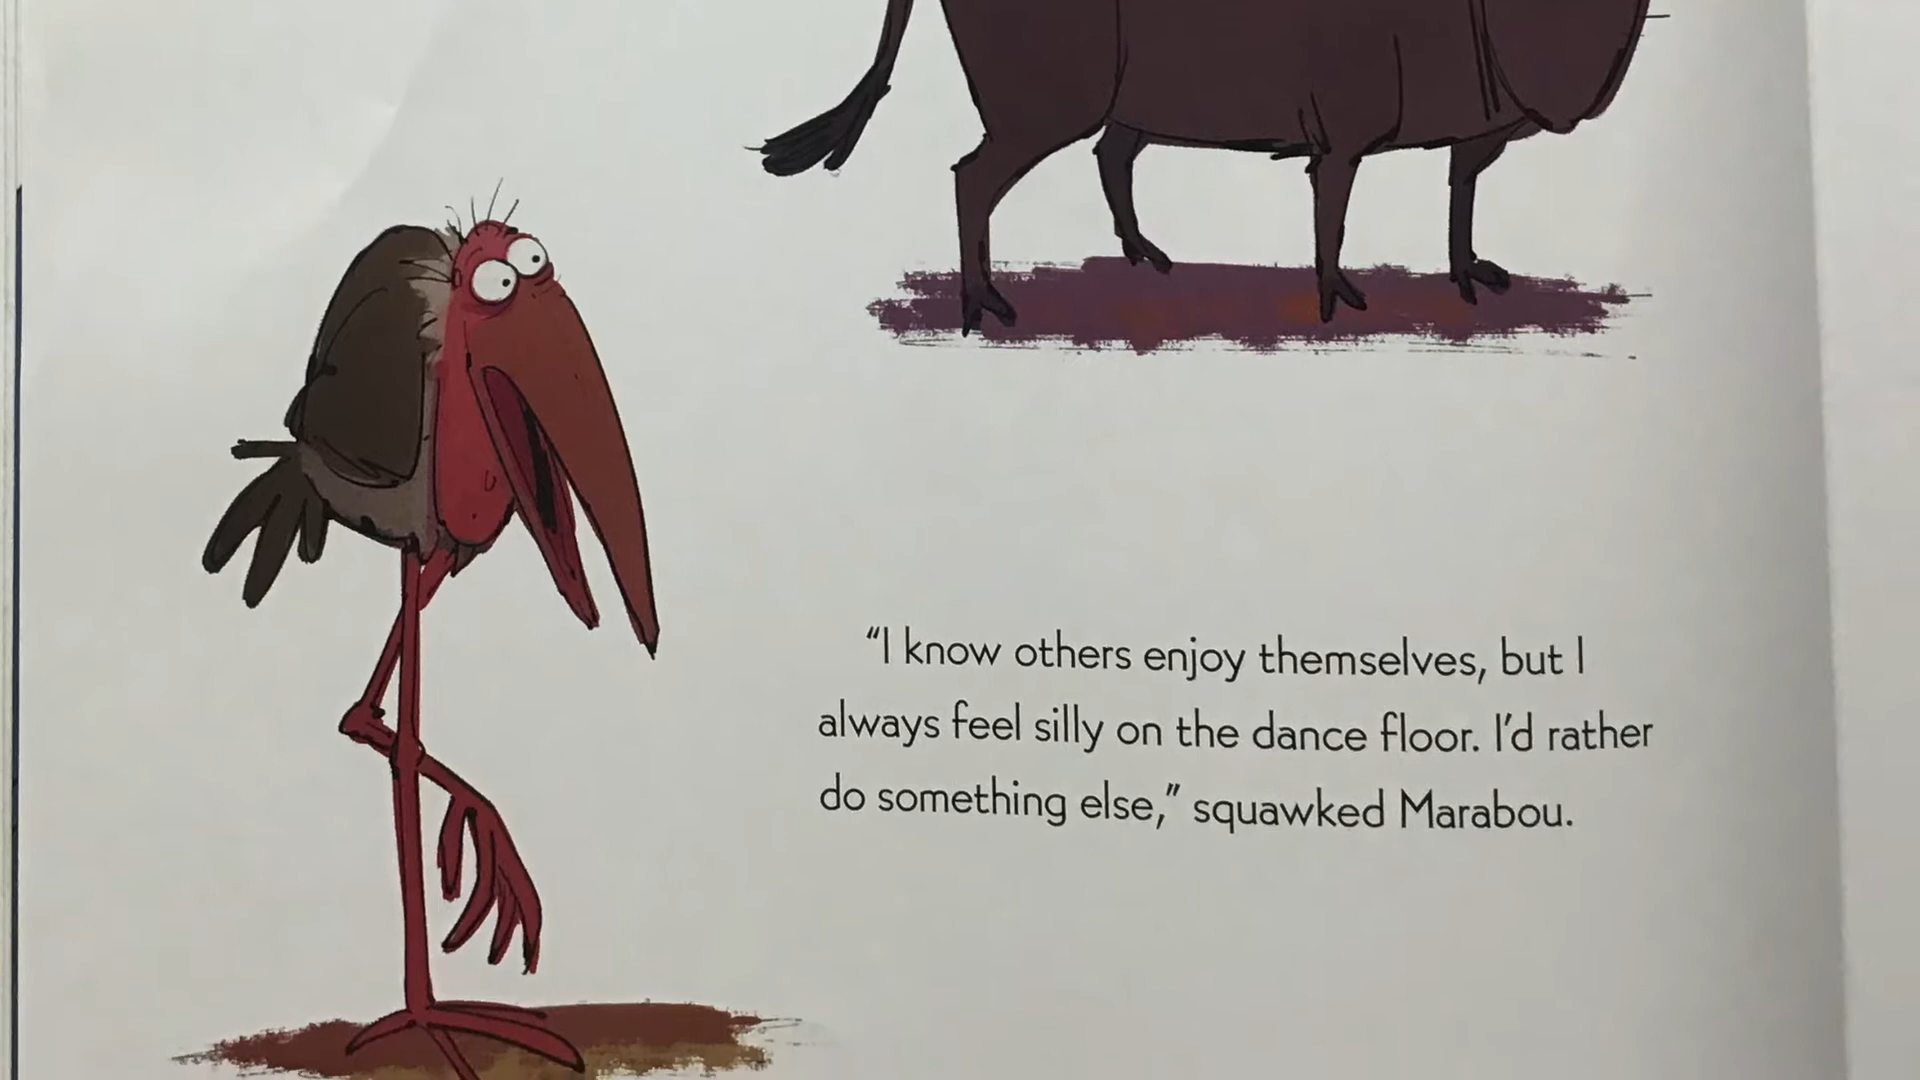 “I know others enjoy themselves, but I
always feel silly on the dance floor. I’d rather
do something else,” squawked Marabou.